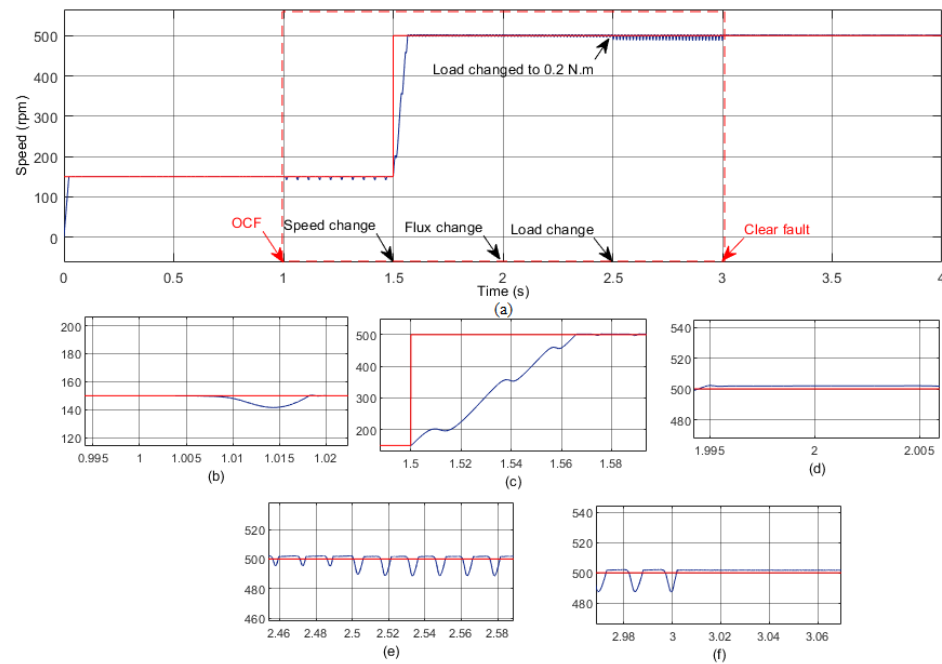 500
400
300
200
100
0
Speed (rpm)
Load changed to 0.2 N.m
OCF
Speed change
Flux change
Load change
Clear fault
0 0.5 1 1.5 2 2.5 3 3.5 4
Time (s)
(a)
200
180
160
140
120
0.995 1 1.005 1.01 1.015 1.02
(b)
500
400
300
200
1.5 1.52 1.54 1.56 1.58
(c)
540
520
500
480
1.995 2 2.005
(d)
520
500
480
460
2.46 2.48 2.5 2.52 2.54 2.56 2.58
(e)
540
520
500
480
2.98 3 3.02 3.04 3.06
(f)